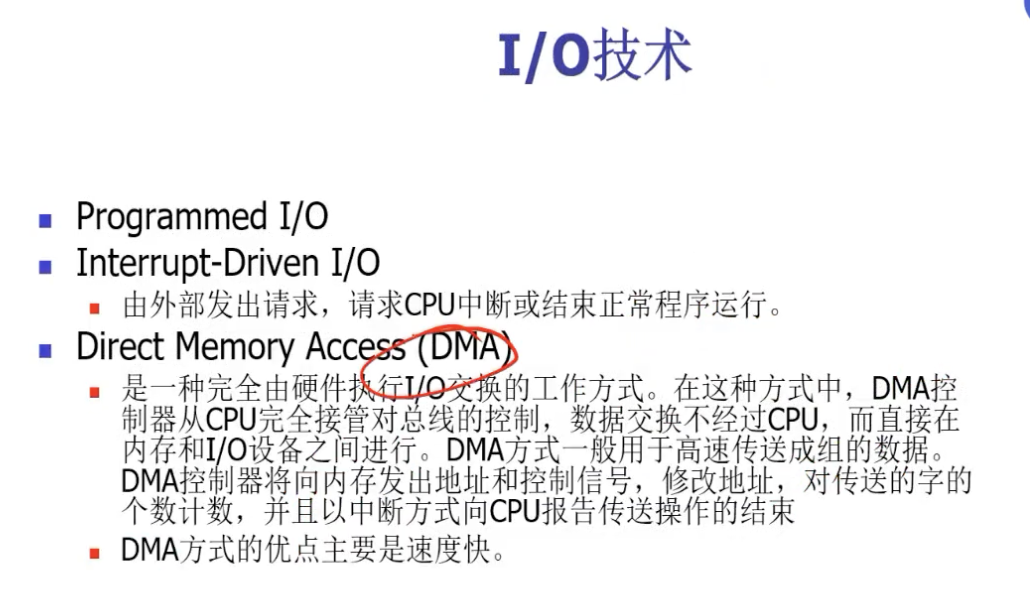 I/O技术
Programmed I/O
Interrupt-Driven I/O
由外部发出请求，请求CPU中断或结束正常程序运行。
Direct Memory Access (DMA)
是一种完全由硬件执行I/O交换的工作方式。在这种方式中，DMA控
制器从CPU完全接管对总线的控制，数据交换不经过CPU，而直接在
内存和I/O设备之间进行。DMA方式一般用于高速传送成组的数据。
DMA控制器将向内存发出地址和控制信号，修改地址，对传送的字的
个数计数，并且以中断方式向CPU报告传送操作的结束
DMA方式的优点主要是速度快。